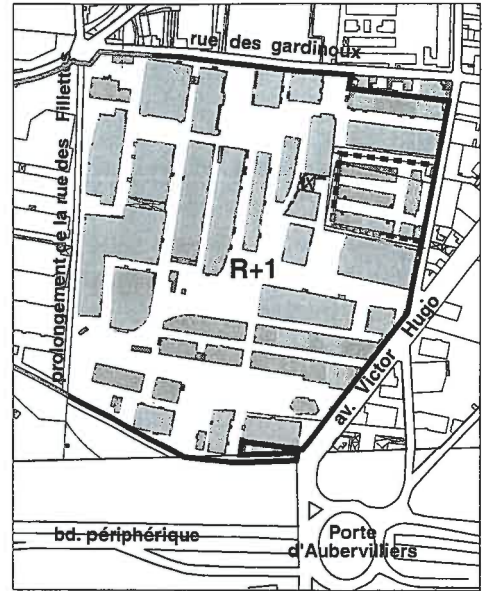 rue des gardinoux
prolongement de la rue des Fillettes
R+1
av. Victor Hugo
bd. périphérique
Porte
d'Aubervilliers